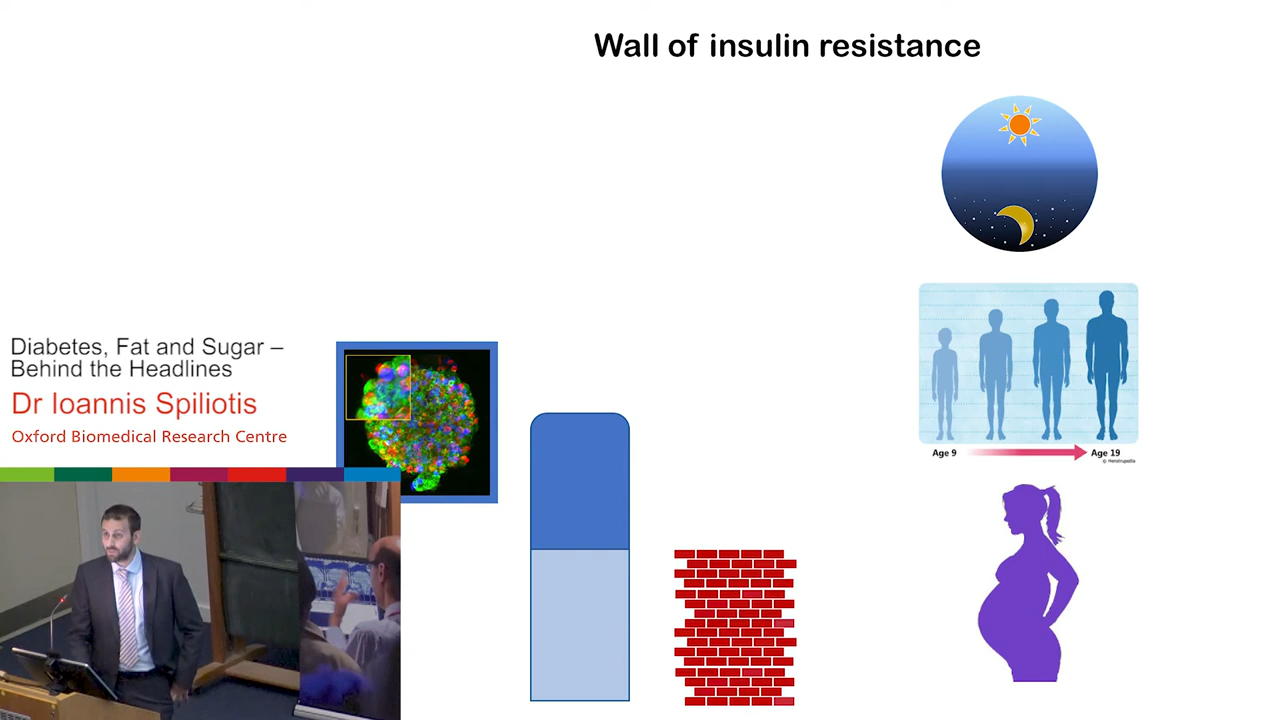 Wall of insulin resistance
Diabetes, Fat and Sugar –
Behind the Headlines
Dr Ioannis Spiliotis
Oxford Biomedical Research Centre
Age 9
Age 19
© Menstrupedia